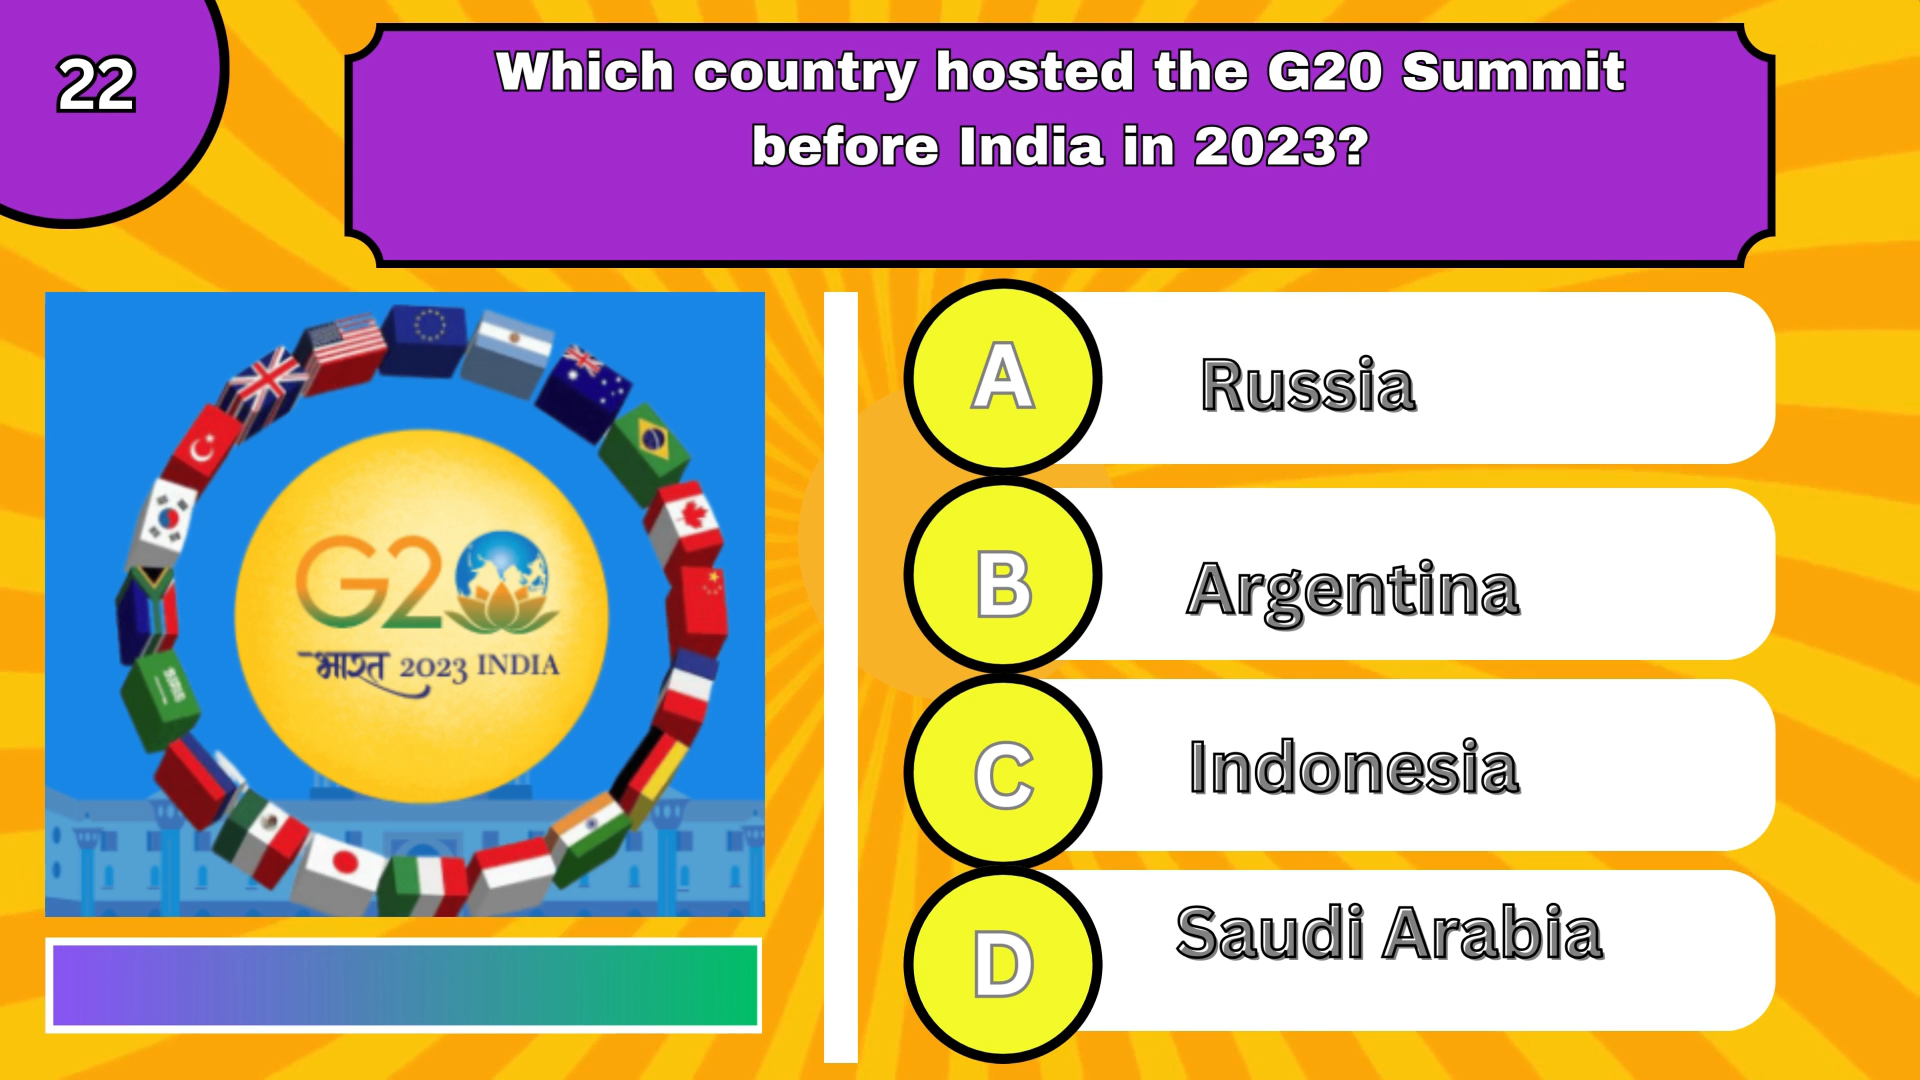 22
Which country hosted the G20 Summit
before India in 2023?
G20
भारत 2023 INDIA
A
Russia
B
Argentina
C
Indonesia
D
Saudi Arabia